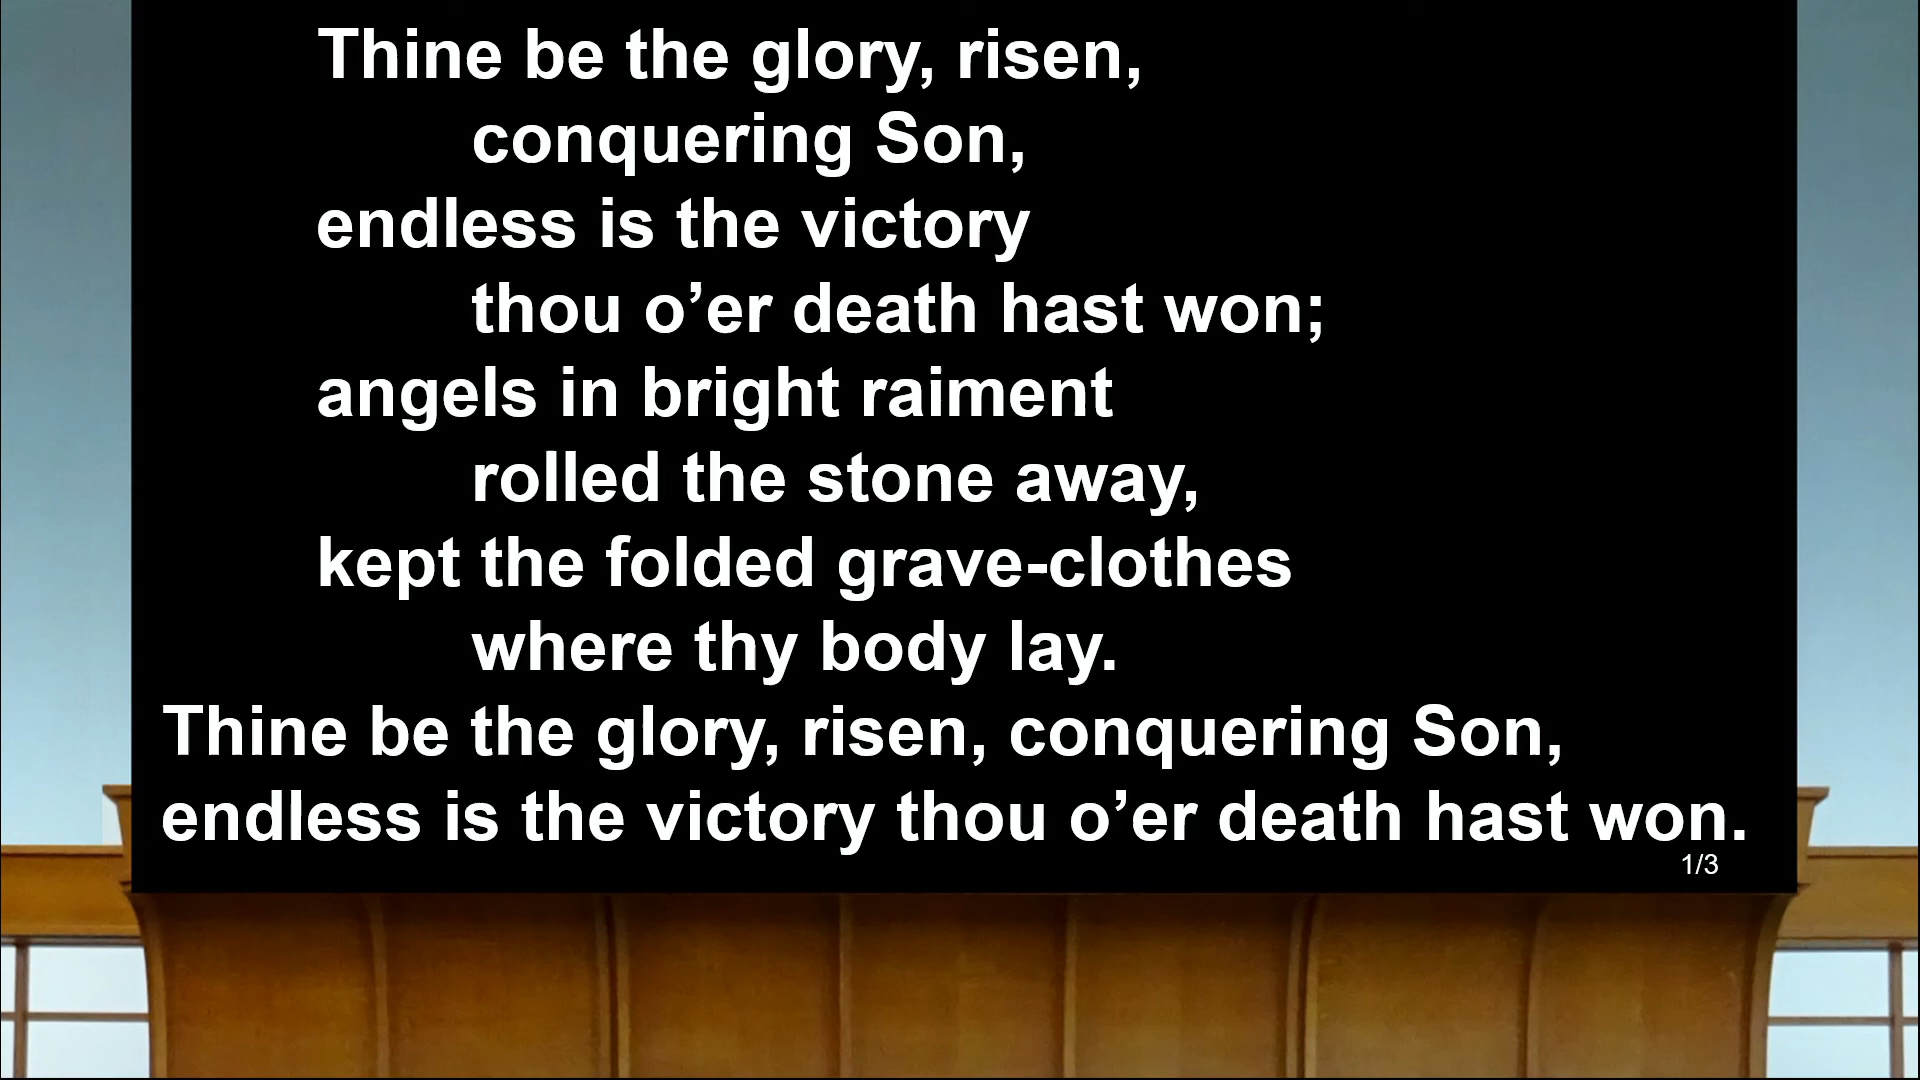 Thine be the glory, risen,
conquering Son,
endless is the victory
thou o’er death hast won;
angels in bright raiment
rolled the stone away,
kept the folded grave-clothes
where thy body lay.
Thine be the glory, risen, conquering Son,
endless is the victory thou o’er death hast won.
1/3